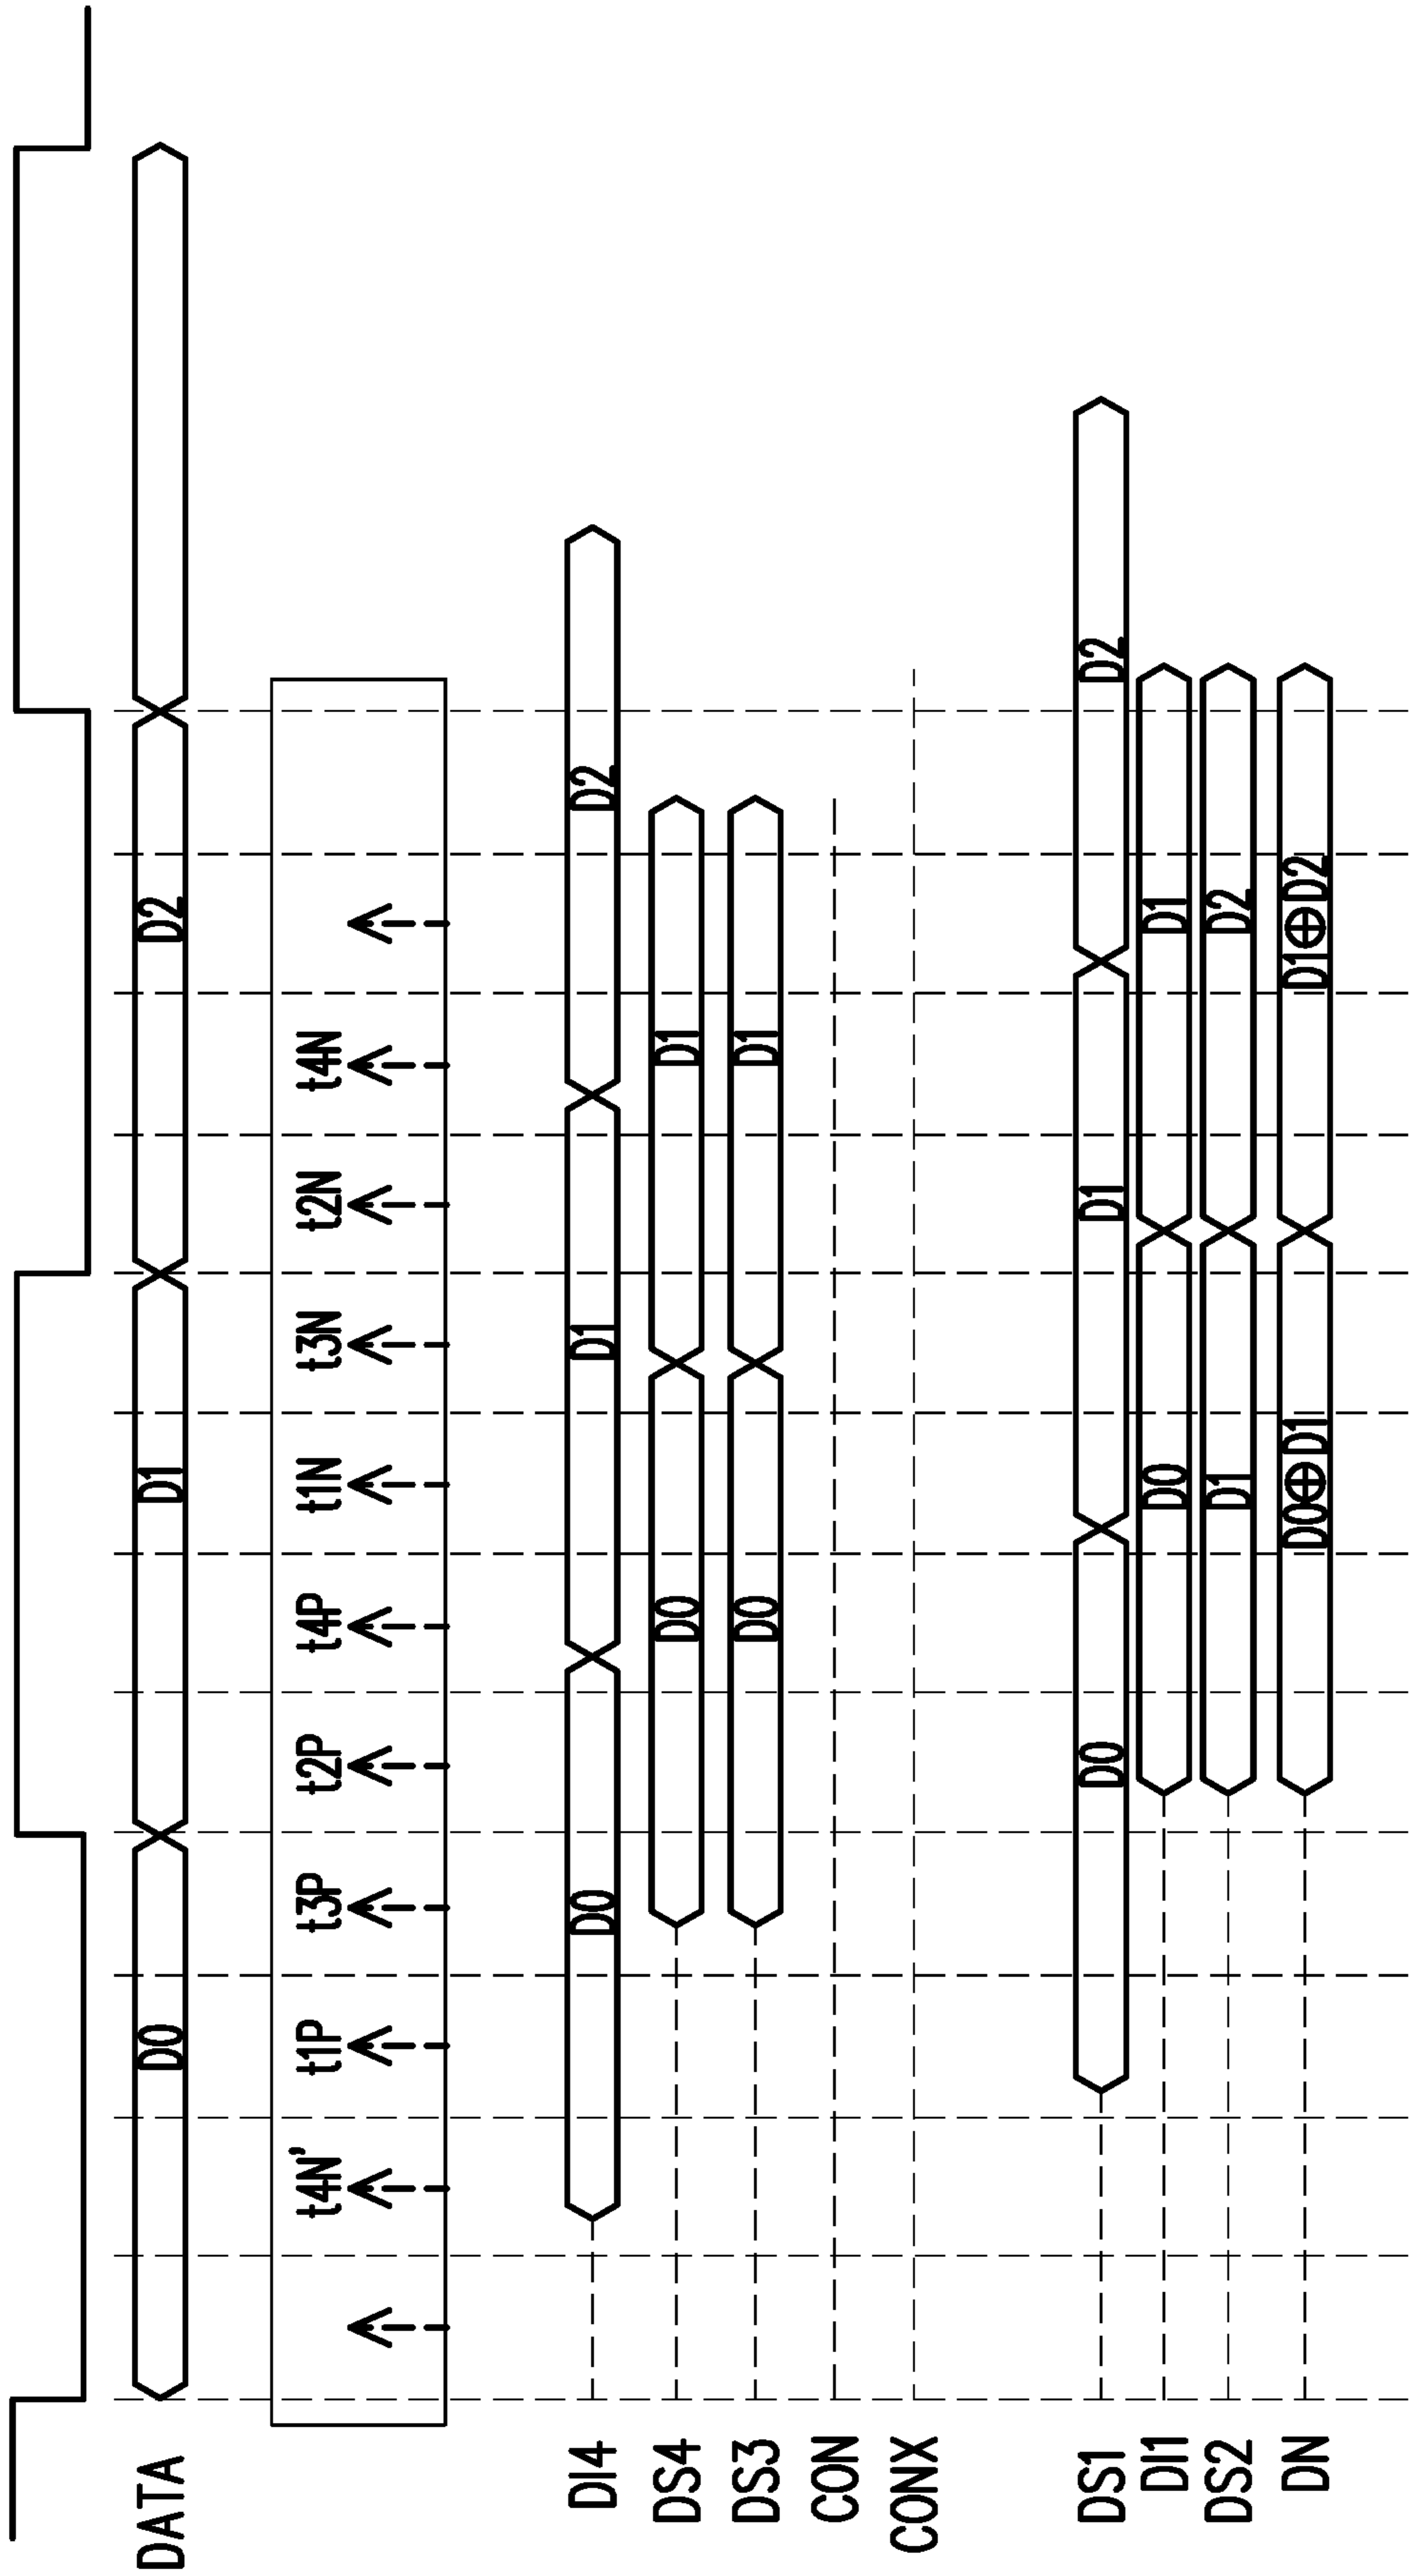 DATA D0 D1 D2
t4N' t1P t3P t2P t4P t1N t3N t2N t4N
DI4 D0 D1 D2
DS4 D0 D1
DS3 D0 D1
CON
CONX
DS1 D0 D1 D2
DI1 D0 D1
DS2 D1 D2
DN D0⊕D1 D1⊕D2